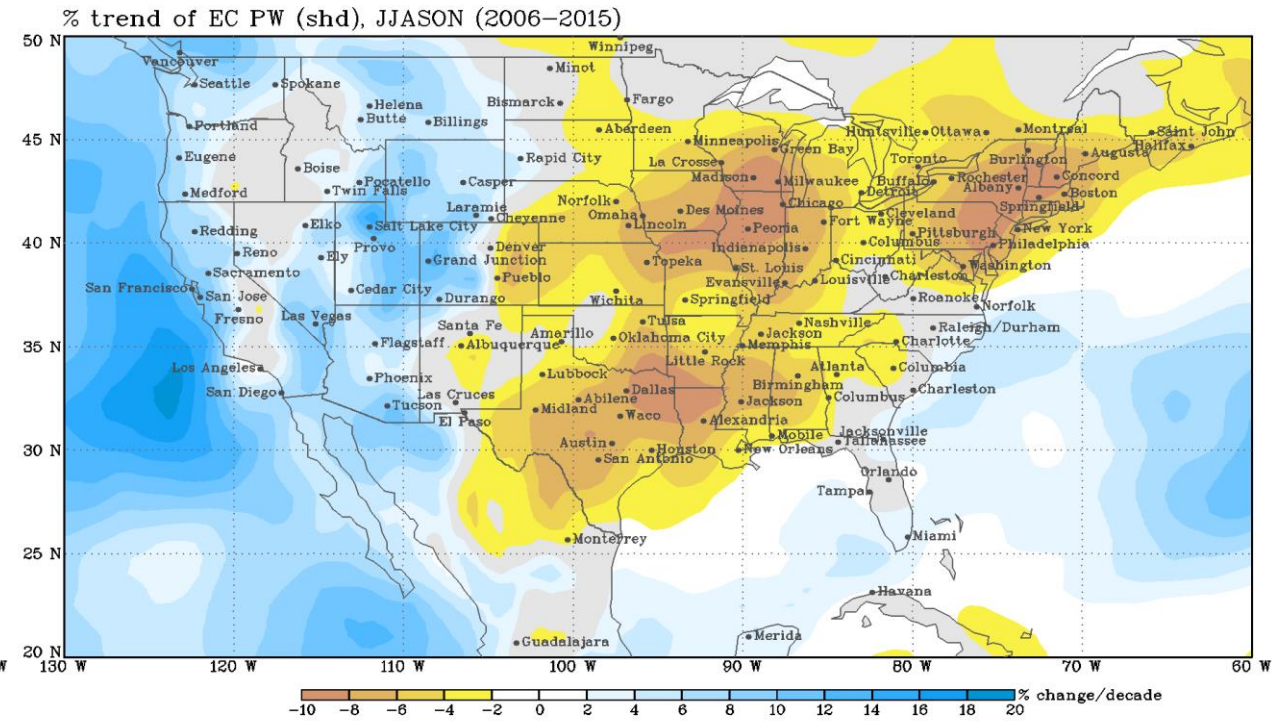 % trend of EC PW (shd), JJASON (2006−2015)
50 N
Winnipeg
Vancouver
Minot
Seattle
Spokane
Helena
Bismarck
Fargo
Butte
Billings
Portland
Aberdeen
Huntsville
Ottawa
Montreal
Saint John
45 N
Minneapolis
Green Bay
Halifax
Eugene
Rapid City
La Crosse
Toronto
Burlington
Augusta
Boise
Pocatello
Casper
Madison
Milwaukee
Buffalo
Rochester
Concord
Medford
Twin Falls
Detroit
Albany
Boston
Norfolk
Chicago
Springfield
Laramie
Cheyenne
Omaha
Des Moines
Fort Wayne
Cleveland
Redding
Elko
Salt Lake City
Lincoln
Peoria
Pittsburgh
New York
40 N
Reno
Provo
Denver
Indianapolis
Columbus
Philadelphia
Ely
Grand Junction
Topeka
St. Louis
Cincinnati
Washington
Sacramento
Pueblo
Evansville
Louisville
Charleston
San Francisco
San Jose
Cedar City
Durango
Wichita
Springfield
Roanoke
Norfolk
Fresno
Las Vegas
Santa Fe
Amarillo
Tulsa
Nashville
Raleigh/Durham
35 N
Flagstaff
Albuquerque
Oklahoma City
Jackson
Memphis
Charlotte
Los Angeles
Little Rock
Atlanta
Columbia
Phoenix
Lubbock
Birmingham
San Diego
Las Cruces
Dallas
Charleston
Tucson
Abilene
Jackson
Columbus
El Paso
Midland
Waco
Alexandria
30 N
Austin
Houston
Mobile
Jacksonville
Tallahassee
San Antonio
New Orleans
Orlando
Tampa
25 N
Monterrey
Miami
Havana
20 N
Guadalajara
Merida
W
130 W
120 W
110 W
100 W
90 W
80 W
70 W
60 W
% change/decade
−10 −8 −6 −4 −2 0 2 4 6 8 10 12 14 16 18 20